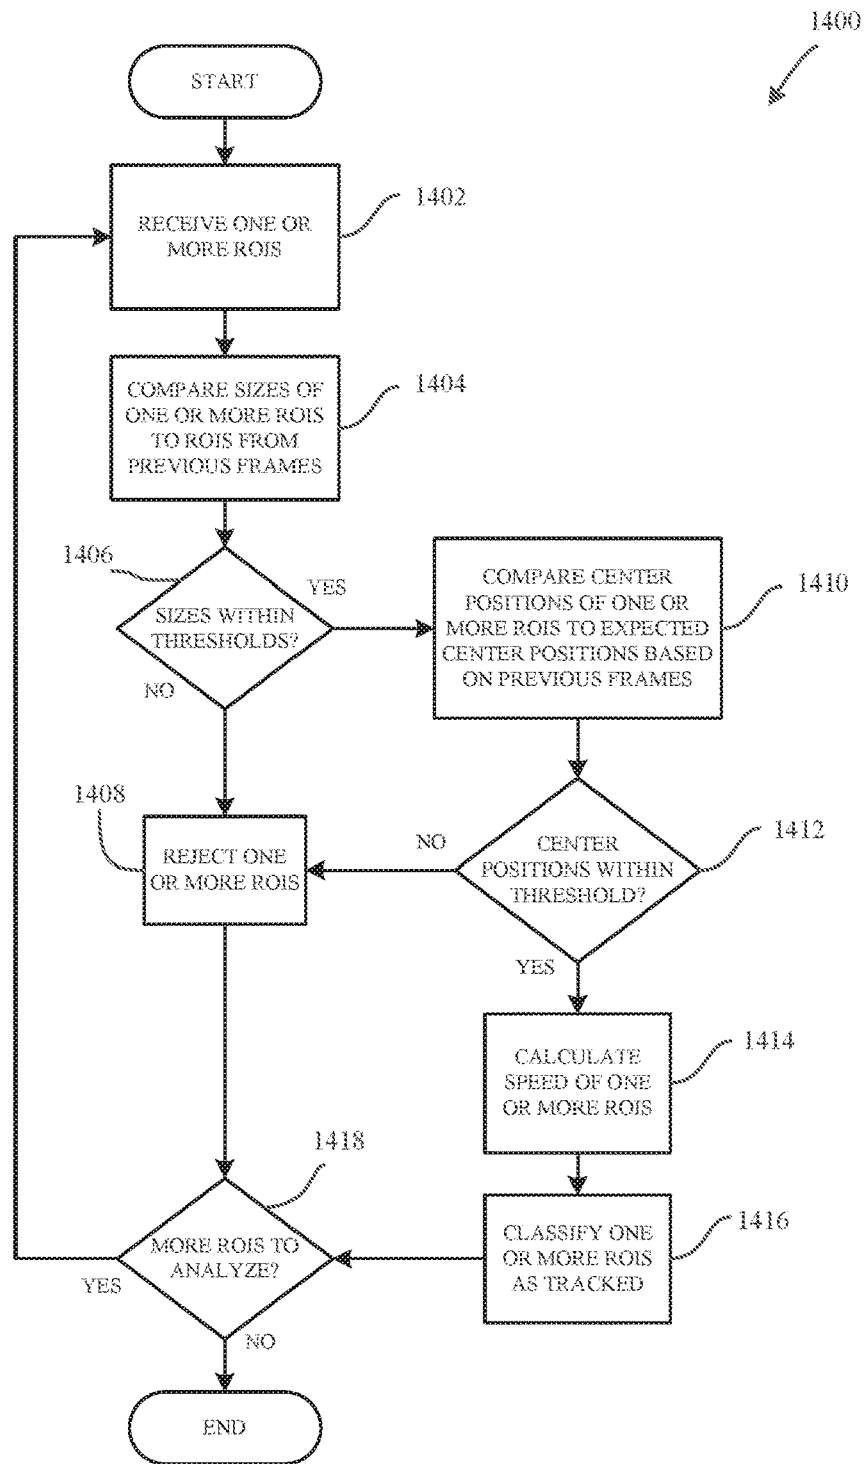 1400
START
RECEIVE ONE OR
MORE ROIS
1402
COMPARE SIZES OF
ONE OR MORE ROIS
TO ROIS FROM
PREVIOUS FRAMES
1404
1406
SIZES WITHIN
THRESHOLDS?
YES
NO
COMPARE CENTER
POSITIONS OF ONE OR
MORE ROIS TO EXPECTED
CENTER POSITIONS BASED
ON PREVIOUS FRAMES
1410
1408
REJECT ONE
OR MORE ROIS
NO
CENTER
POSITIONS WITHIN
THRESHOLD?
1412
YES
CALCULATE
SPEED OF ONE
OR MORE ROIS
1414
1418
MORE ROIS TO
ANALYZE?
YES
NO
CLASSIFY ONE
OR MORE ROIS
AS TRACKED
1416
END